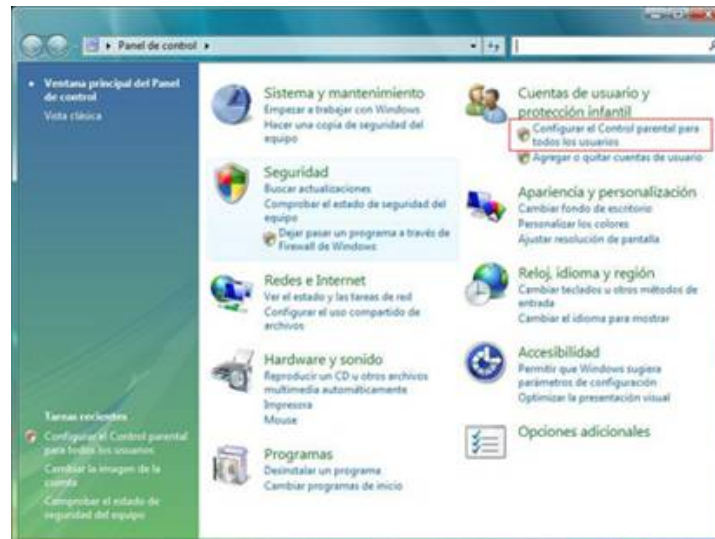 Panel de control
Ventana principal del Panel
de control
Vista clásica
Sistema y mantenimiento
Empezar a trabajar con Windows
Hacer una copia de seguridad del
equipo
Seguridad
Buscar actualizaciones
Comprobar el estado de seguridad del
equipo
Dejar pasar un programa a través de
Firewall de Windows
Redes e Internet
Ver el estado y las tareas de red
Configurar el uso compartido de
archivos
Hardware y sonido
Reproducir un CD u otros archivos
multimedia automáticamente
Impresora
Mouse
Programas
Desinstalar un programa
Cambiar programas de inicio
Cuentas de usuario y
protección infantil
Configurar el Control parental para
todos los usuarios
Agregar o quitar cuentas de usuario
Apariencia y personalización
Cambiar fondo de escritorio
Personalizar los colores
Ajustar resolución de pantalla
Reloj, idioma y región
Cambiar teclados u otros métodos de
entrada
Cambiar el idioma para mostrar
Accesibilidad
Permitir que Windows sugiera
parámetros de configuración
Optimizar la presentación visual
Opciones adicionales
Tareas recientes
Configurar el Control parental
para todos los usuarios
Cambiar la imagen de la
cuenta
Comprobar el estado de
seguridad del equipo